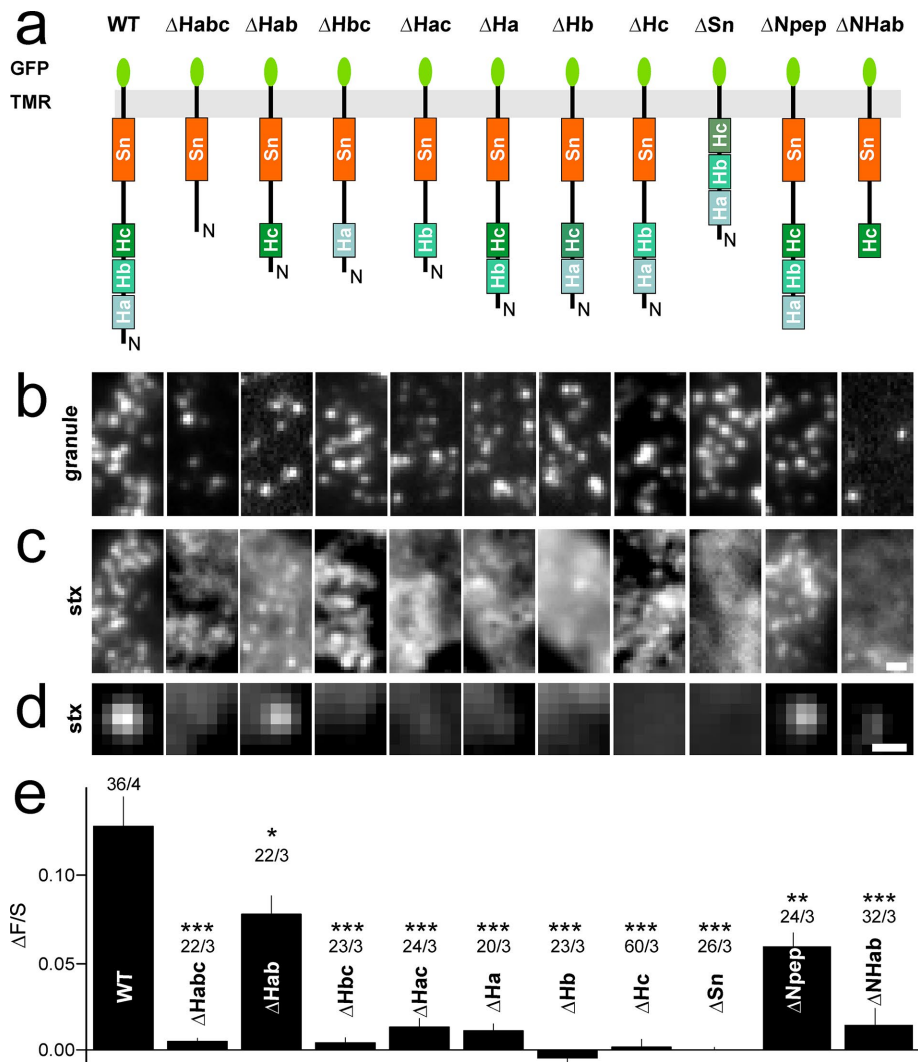 a
WT ΔHabc ΔHab ΔHbc ΔHac ΔHa ΔHb ΔHc ΔSn ΔNpep ΔNHab
GFP
TMR
Sn Sn Sn Sn Sn Sn Sn Sn Hc Sn Sn
Hb
Ha
N
N
Hc Hc Ha Hb Hc Hc Hb Hc Hc
Hb N N N Hb Ha Ha Hb
Ha N N N Ha
N
b
granule
c
stx
d
stx
e
ΔF/S
0.10
0.05
0.00
36/4
WT
***
22/3
ΔHabc
*
22/3
ΔHab
***
23/3
ΔHbc
***
24/3
ΔHac
***
20/3
ΔHa
***
23/3
ΔHb
***
60/3
ΔHc
***
26/3
ΔSn
**
24/3
ΔNpep
***
32/3
ΔNHab